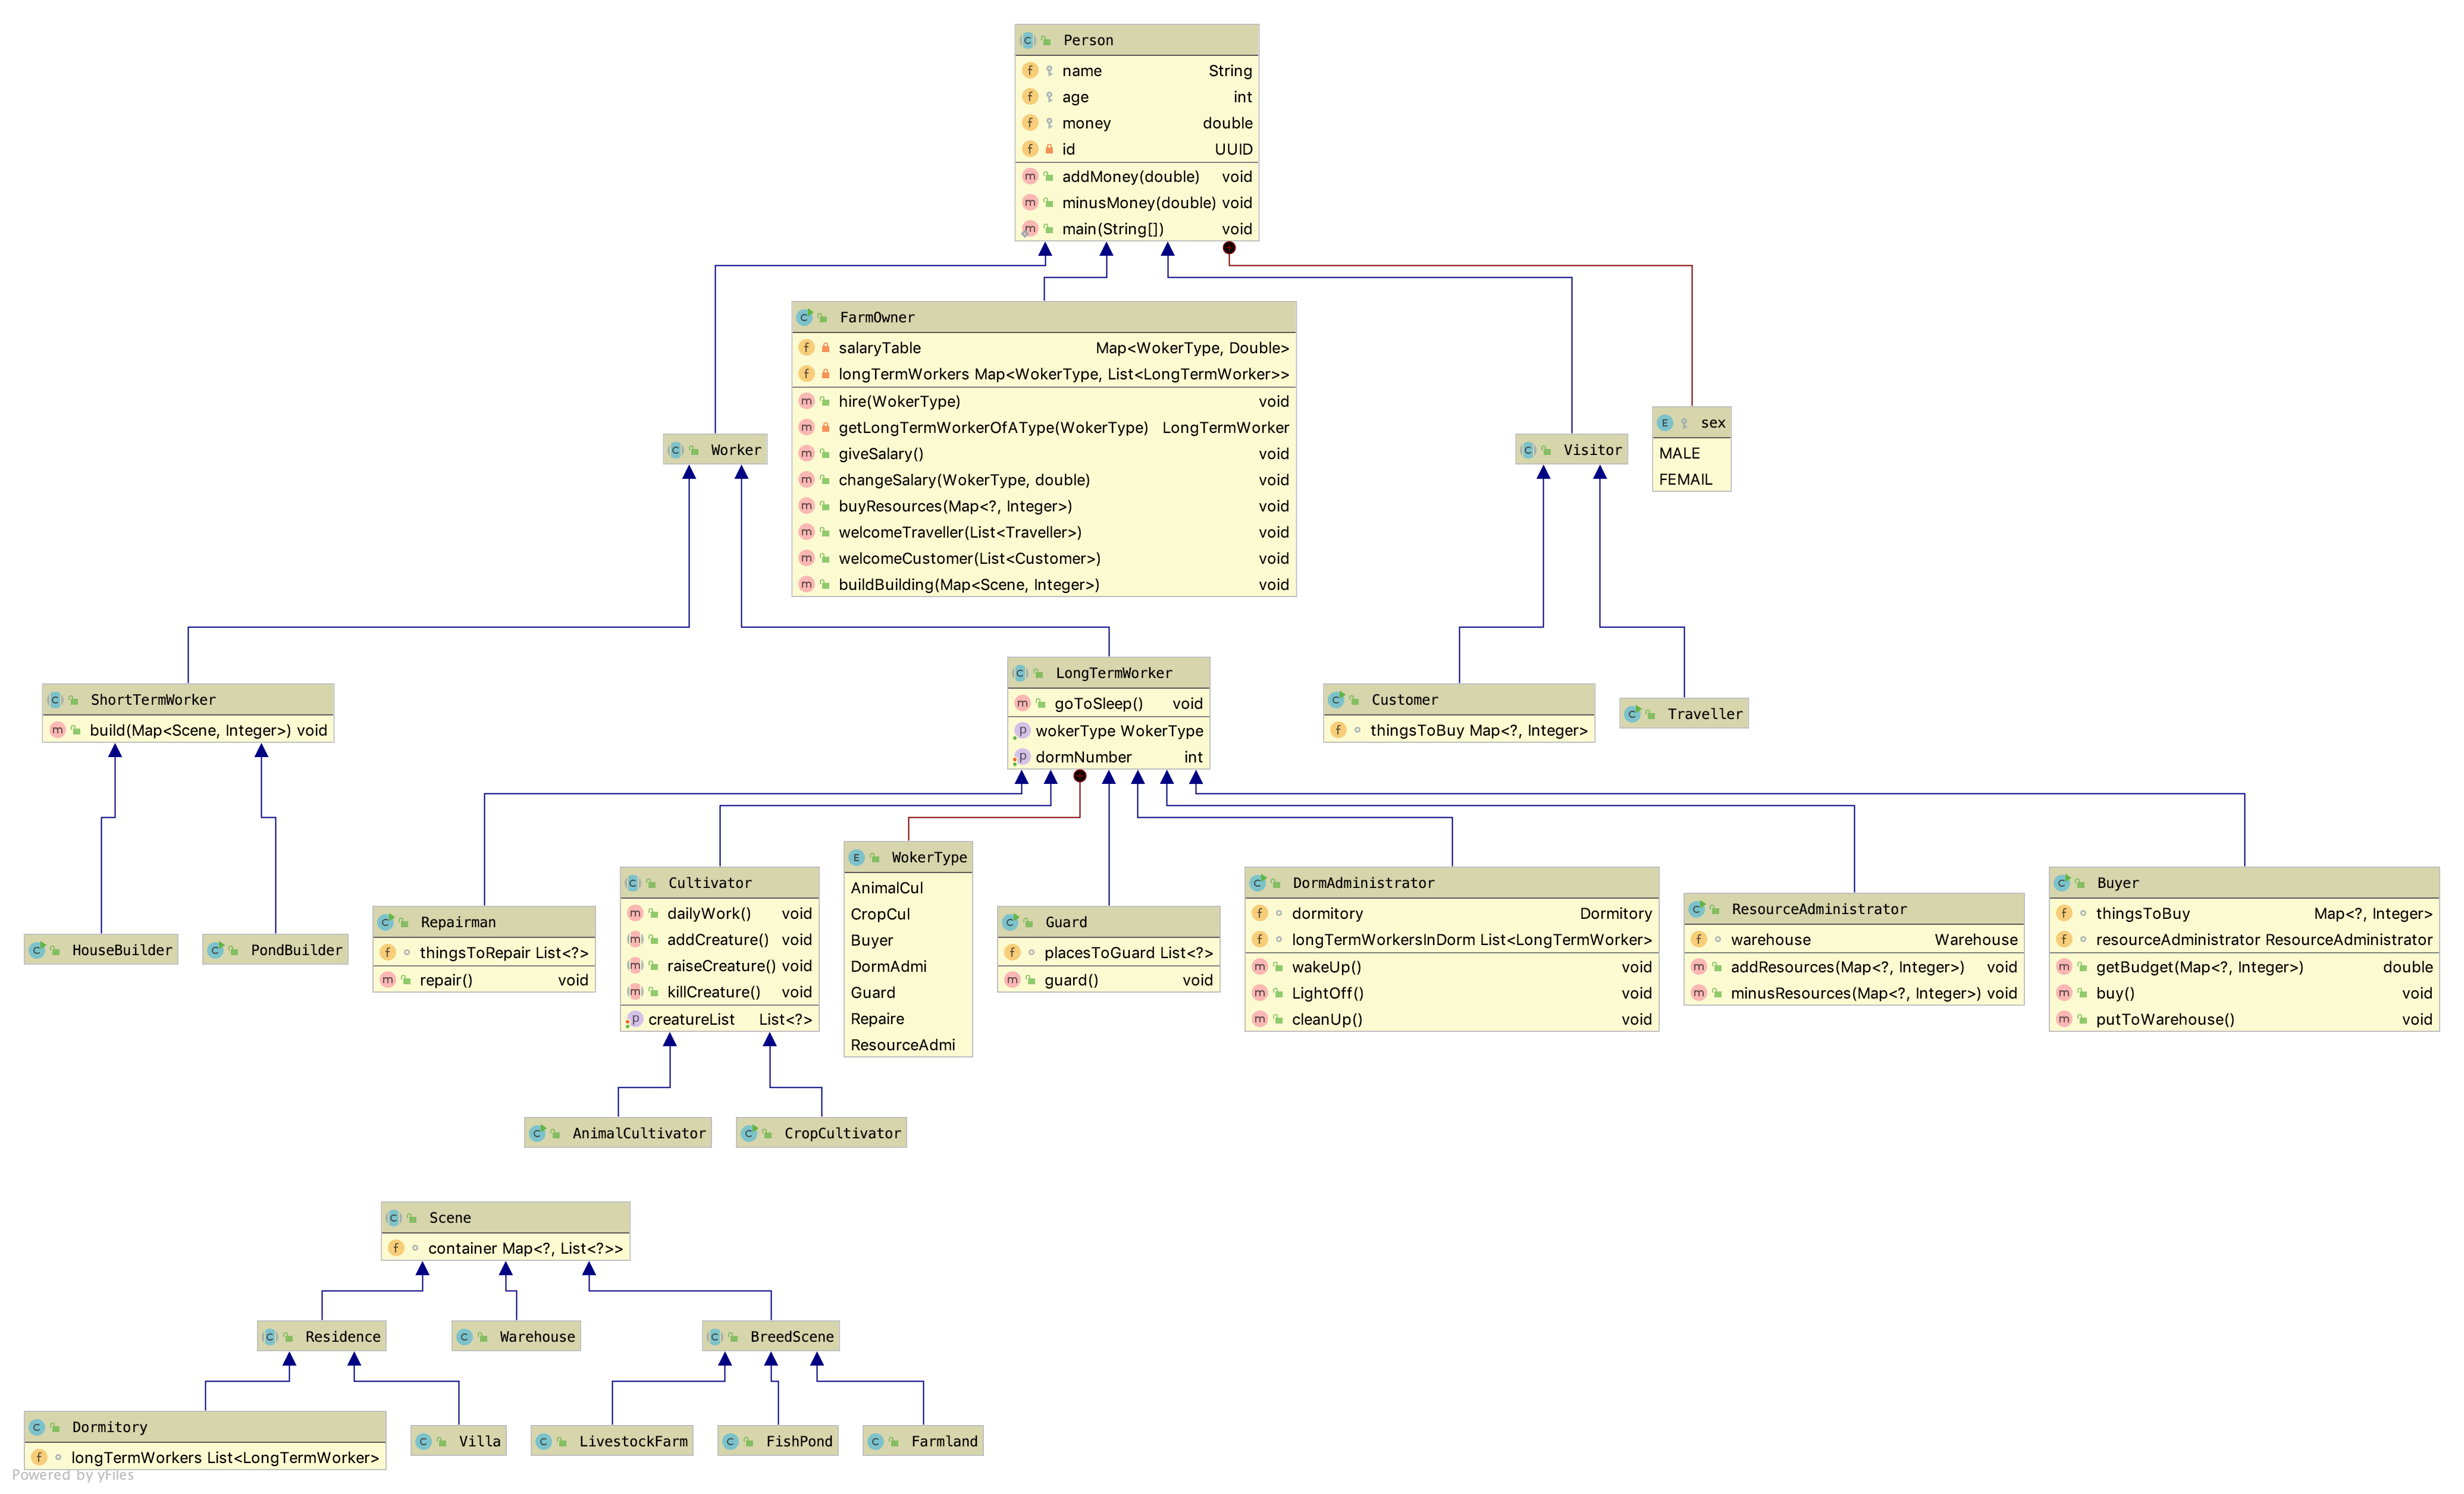 Person
name String
age int
money double
id UUID
addMoney(double) void
minusMoney(double) void
main(String[]) void
FarmOwner
salaryTable Map<WokerType, Double>
longTermWorkers Map<WokerType, List<LongTermWorker>>
hire(WokerType) void
getLongTermWorkerOfAType(WokerType) LongTermWorker
giveSalary() void
changeSalary(WokerType, double) void
buyResources(Map<?, Integer>) void
welcomeTraveller(List<Traveller>) void
welcomeCustomer(List<Customer>) void
buildBuilding(Map<Scene, Integer>) void
Worker
Visitor
sex
MALE
FEMAIL
ShortTermWorker
build(Map<Scene, Integer>) void
LongTermWorker
goToSleep() void
wokerType WokerType
dormNumber int
Customer
thingsToBuy Map<?, Integer>
Traveller
HouseBuilder
PondBuilder
Repairman
thingsToRepair List<?>
repair() void
Cultivator
dailyWork() void
addCreature() void
raiseCreature() void
killCreature() void
creatureList List<?>
WokerType
AnimalCul
CropCul
Buyer
DormAdmi
Guard
Repaire
ResourceAdmi
Guard
placesToGuard List<?>
guard() void
DormAdministrator
dormitory Dormitory
longTermWorkersInDorm List<LongTermWorker>
wakeUp() void
LightOff() void
cleanUp() void
ResourceAdministrator
warehouse Warehouse
addResources(Map<?, Integer>) void
minusResources(Map<?, Integer>) void
Buyer
thingsToBuy Map<?, Integer>
resourceAdministrator ResourceAdministrator
getBudget(Map<?, Integer>) double
buy() void
putToWarehouse() void
AnimalCultivator
CropCultivator
Scene
container Map<?, List<?>>
Residence
Warehouse
BreedScene
Dormitory
longTermWorkers List<LongTermWorker>
Villa
LivestockFarm
FishPond
Farmland
Powered by yFiles